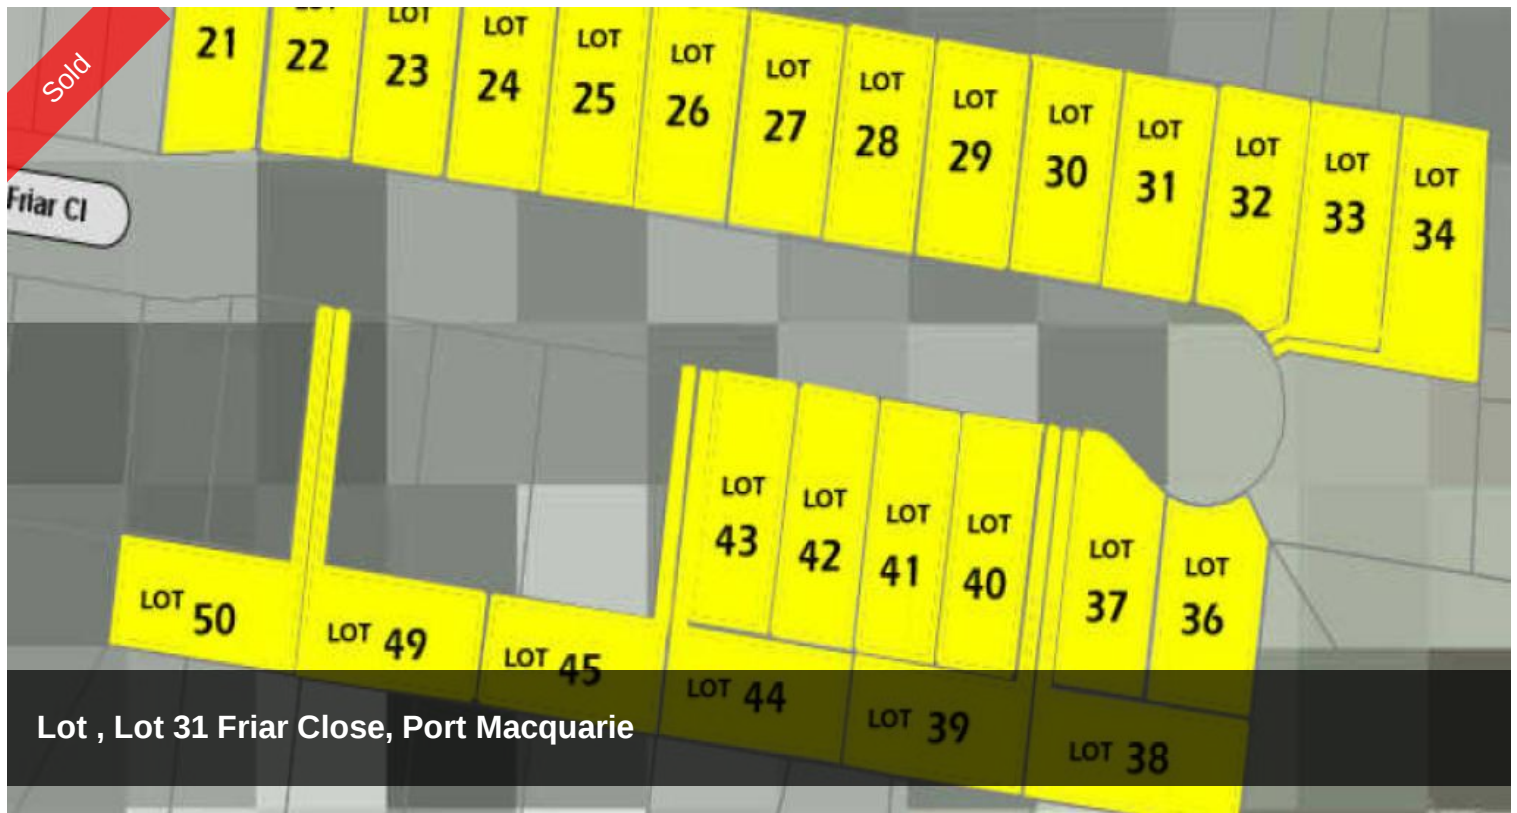 Sold
21
LOT
22
LOT
23
LOT
24
LOT
25
LOT
26
LOT
27
LOT
28
LOT
29
LOT
30
LOT
31
LOT
32
LOT
33
LOT
34
Friar Cl
LOT
43
LOT
42
LOT
41
LOT
40
LOT
37
LOT
36
LOT 50
LOT 49
LOT 45
LOT 44
LOT 39
LOT 38
Lot , Lot 31 Friar Close, Port Macquarie